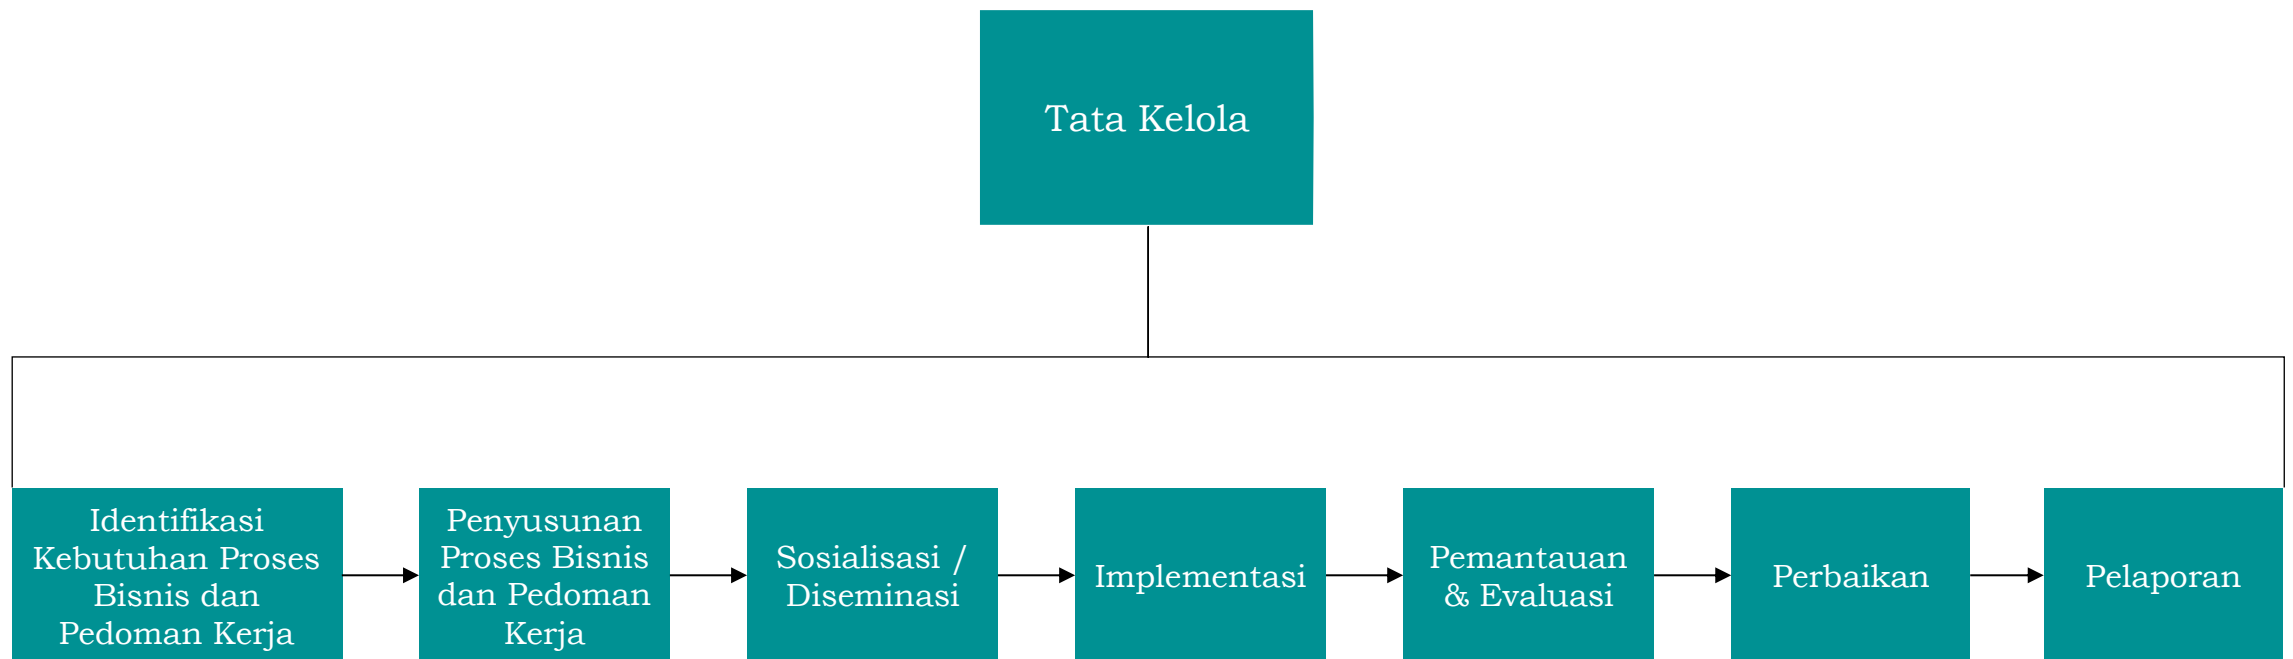 Tata Kelola
Identifikasi
Kebutuhan Proses
Bisnis dan
Pedoman Kerja
Penyusunan
Proses Bisnis
dan Pedoman
Kerja
Sosialisasi /
Diseminasi
Implementasi
Pemantauan
& Evaluasi
Perbaikan
Pelaporan